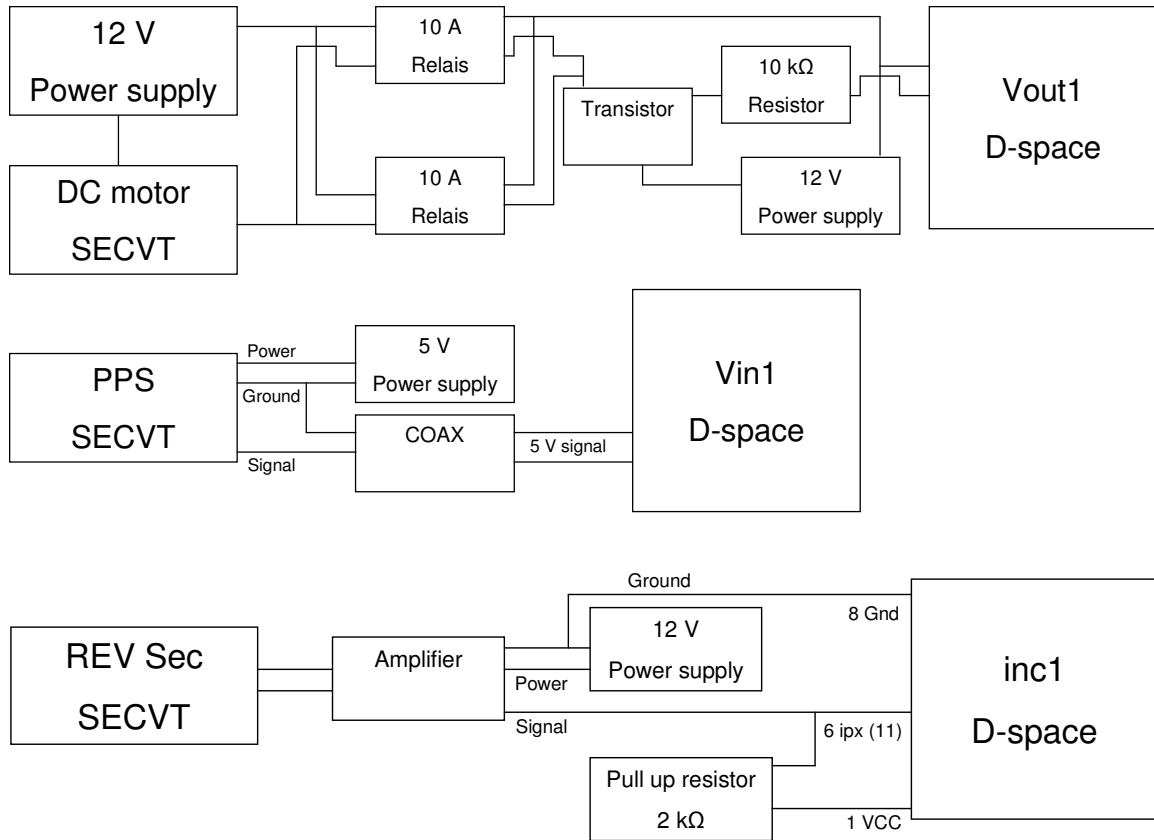 12 V
Power supply
10 A
Relais
10 kΩ
Resistor
Transistor
Vout1
D-space
DC motor
SECVT
10 A
Relais
12 V
Power supply
PPS
SECVT
Power
Ground
Signal
5 V
Power supply
COAX
5 V signal
Vin1
D-space
REV Sec
SECVT
Amplifier
Ground
Power
Signal
12 V
Power supply
8 Gnd
6 ipx (11)
Pull up resistor
2 kΩ
1 VCC
inc1
D-space